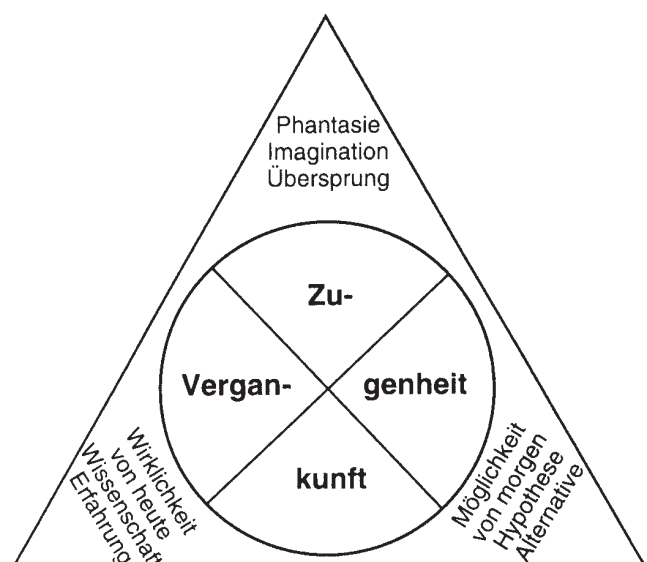 Phantasie
Imagination
Übersprung
Zu-
Vergan-
genheit
kunft
Wirklichkeit
von heute
Wissenschaft
Erfahrung
Möglichkeit
von morgen
Hypothese
Alternative